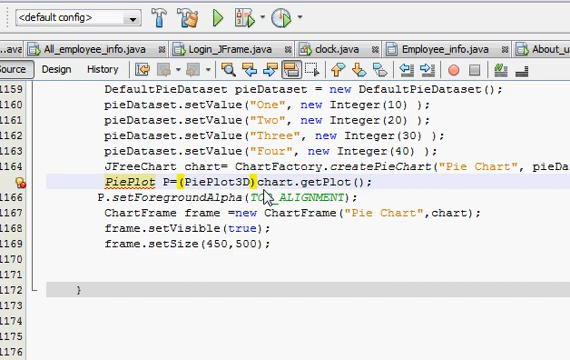 <default config>
.ava All_employee_info.java Login_JFrame.java clock.java Employee_info.java About_u
Source Design History
1159 DefaultPieDataset pieDataset = new DefaultPieDataset();
1160 pieDataset.setValue("One", new Integer(10) );
1161 pieDataset.setValue("Two", new Integer(20) );
1162 pieDataset.setValue("Three", new Integer(30) );
1163 pieDataset.setValue("Four", new Integer(40) );
1164 JFreeChart chart= ChartFactory.createPieChart("Pie Chart", pieDa
PiePlot P=(PiePlot3D)chart.getPlot();
1166 P.setForegroundAlpha(TOP_ALIGNMENT);
1167 ChartFrame frame =new ChartFrame("Pie Chart",chart);
1168 frame.setVisible(true);
1169 frame.setSize(450,500);
1170
1171
1172 }
1173
1174
1175
1176